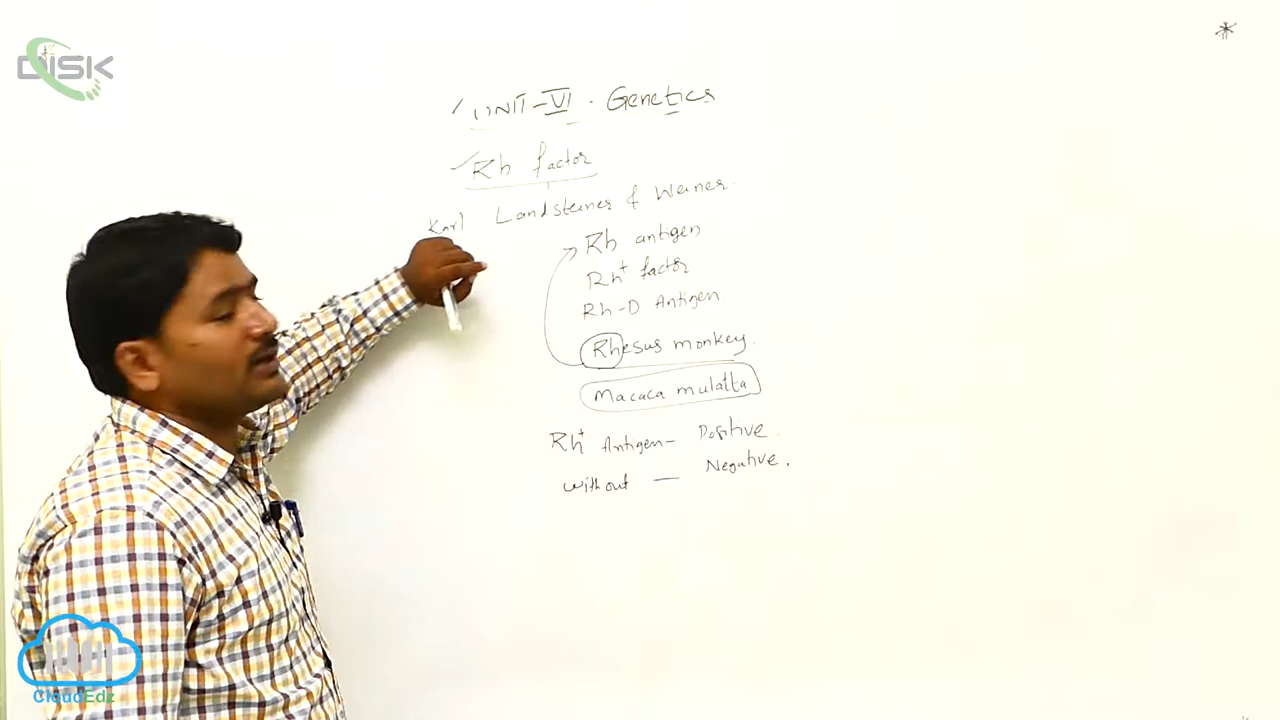 DiSK
UNIT-VI. Genetics
Rh factor
Karl Landsteiner & Weiner.
Rh antigen
Rh+ factor
Rh-D Antigen
Rhesus monkey.
Macaca mulatta
Rh+ Antigen- Positive.
without — Negative.
CloudEdz